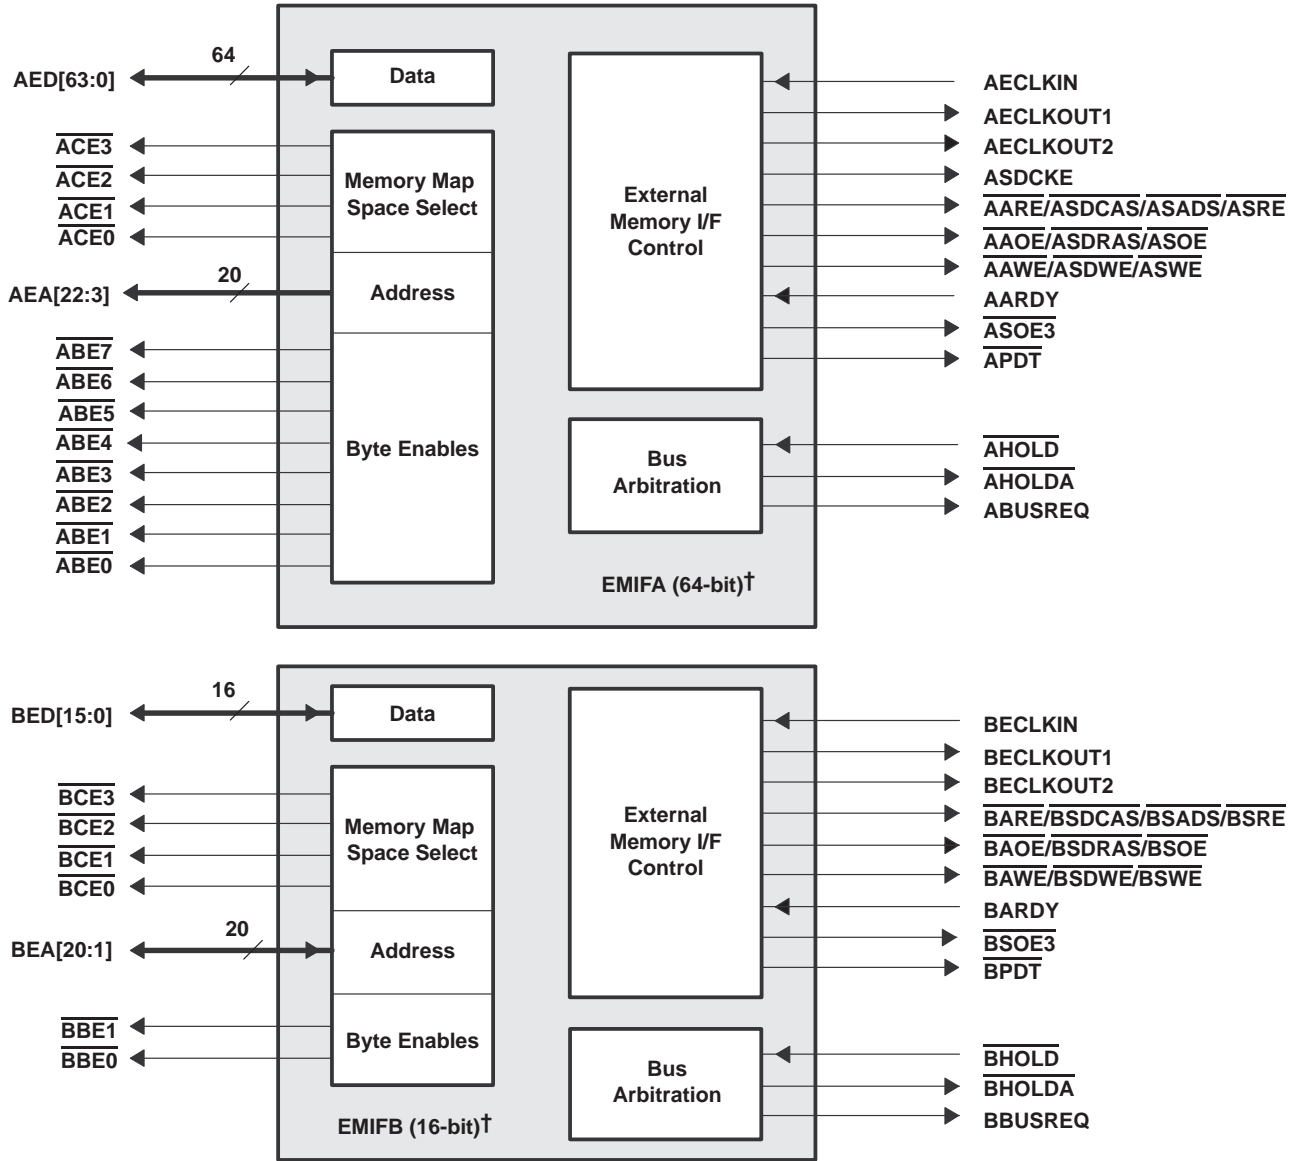 64
AED[63:0]
Data
ACE3
ACE2
ACE1
ACE0
Memory Map
Space Select
20
AEA[22:3]
Address
ABE7
ABE6
ABE5
ABE4
ABE3
ABE2
ABE1
ABE0
Byte Enables
External
Memory I/F
Control
AECLKIN
AECLKOUT1
AECLKOUT2
ASDCKE
AARE/ASDCAS/ASADS/ASRE
AAOE/ASDRAS/ASOE
AAWE/ASDWE/ASWE
AARDY
ASOE3
APDT
Bus
Arbitration
AHOLD
AHOLDA
ABUSREQ
EMIFA (64-bit)†
16
BED[15:0]
Data
BCE3
BCE2
BCE1
BCE0
Memory Map
Space Select
20
BEA[20:1]
Address
BBE1
BBE0
Byte Enables
External
Memory I/F
Control
BECLKIN
BECLKOUT1
BECLKOUT2
BARE/BSDCAS/BSADS/BSRE
BAOE/BSDRAS/BSOE
BAWE/BSDWE/BSWE
BARDY
BSOE3
BPDT
Bus
Arbitration
BHOLD
BHOLDA
BBUSREQ
EMIFB (16-bit)†